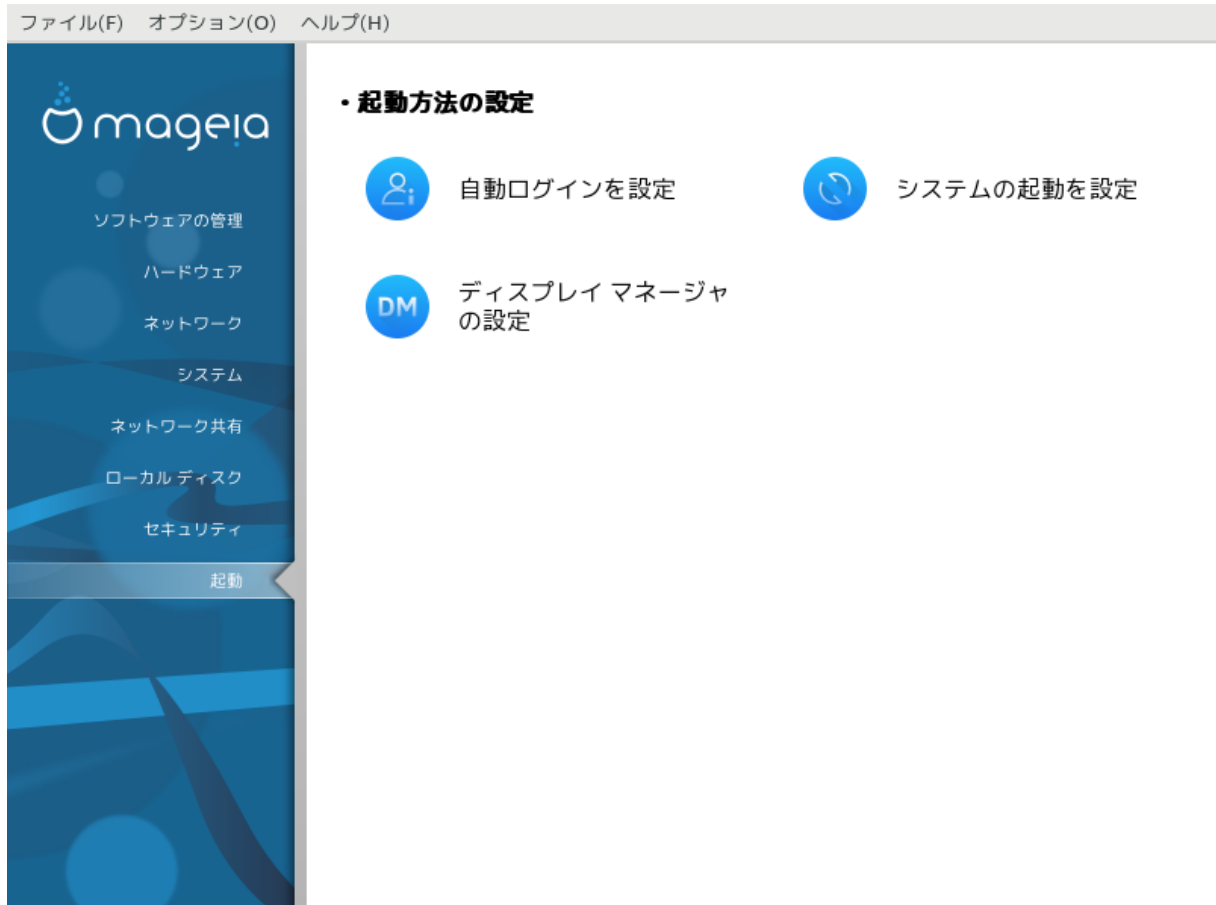 ファイル(F) オプション(O) ヘルプ(H)
mageia
ソフトウェアの管理
ハードウェア
ネットワーク
システム
ネットワーク共有
ローカル ディスク
セキュリティ
起動
・起動方法の設定
自動ログインを設定
システムの起動を設定
DM
ディスプレイ マネージャ
の設定